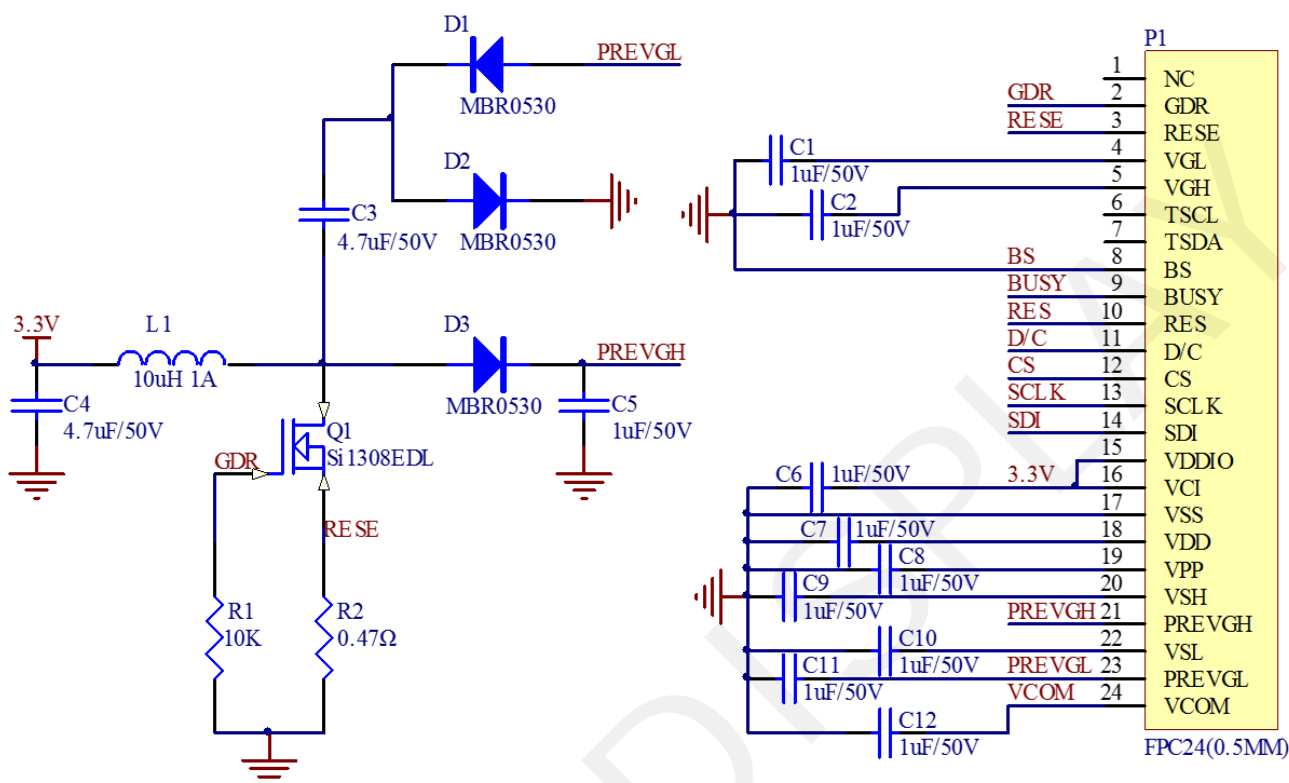 D1
PREVGL
MBR0530
D2
MBR0530
C3
4.7uF/50V
3.3V
L1
10uH 1A
D3
PREVGH
MBR0530
C4
4.7uF/50V
C5
1uF/50V
Q1
Si1308EDL
GDR
RESE
R1
10K
R2
0.47Ω
P1
1 NC
GDR 2 GDR
RESE 3 RESE
C1
1uF/50V
4 VGL
C2
1uF/50V
5 VGH
6 TSCL
7 TSDA
BS 8 BS
BUSY 9 BUSY
RES 10 RES
D/C 11 D/C
CS 12 CS
SCLK 13 SCLK
SDI 14 SDI
15 VDDIO
C6 1uF/50V 3.3V 16 VCI
17 VSS
C7 1uF/50V 18 VDD
C8
1uF/50V
19 VPP
C9
1uF/50V
20 VSH
PREVGH 21 PREVGH
C10
1uF/50V
22 VSL
C11
1uF/50V
PREVGL 23 PREVGL
VCOM 24 VCOM
C12
1uF/50V
FPC24(0.5MM)
DISPLAY